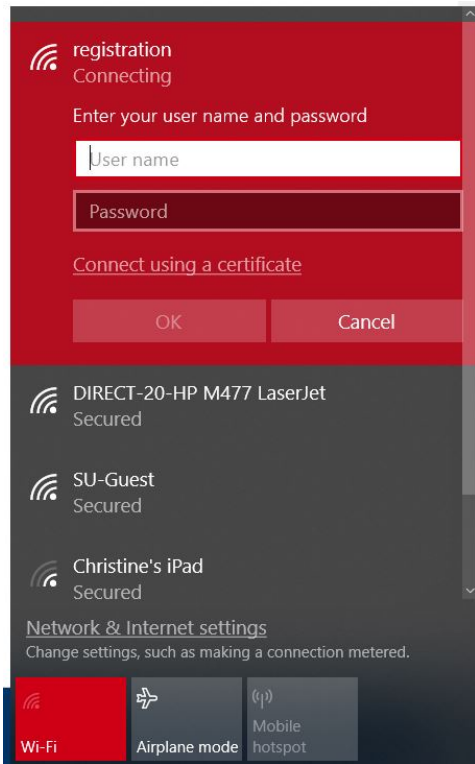 registration
Connecting
Enter your user name and password
User name
Password
Connect using a certificate
OK Cancel
DIRECT-20-HP M477 LaserJet
Secured
SU-Guest
Secured
Christine's iPad
Secured
Network & Internet settings
Change settings, such as making a connection metered.
Wi-Fi
Airplane mode
Mobile
hotspot